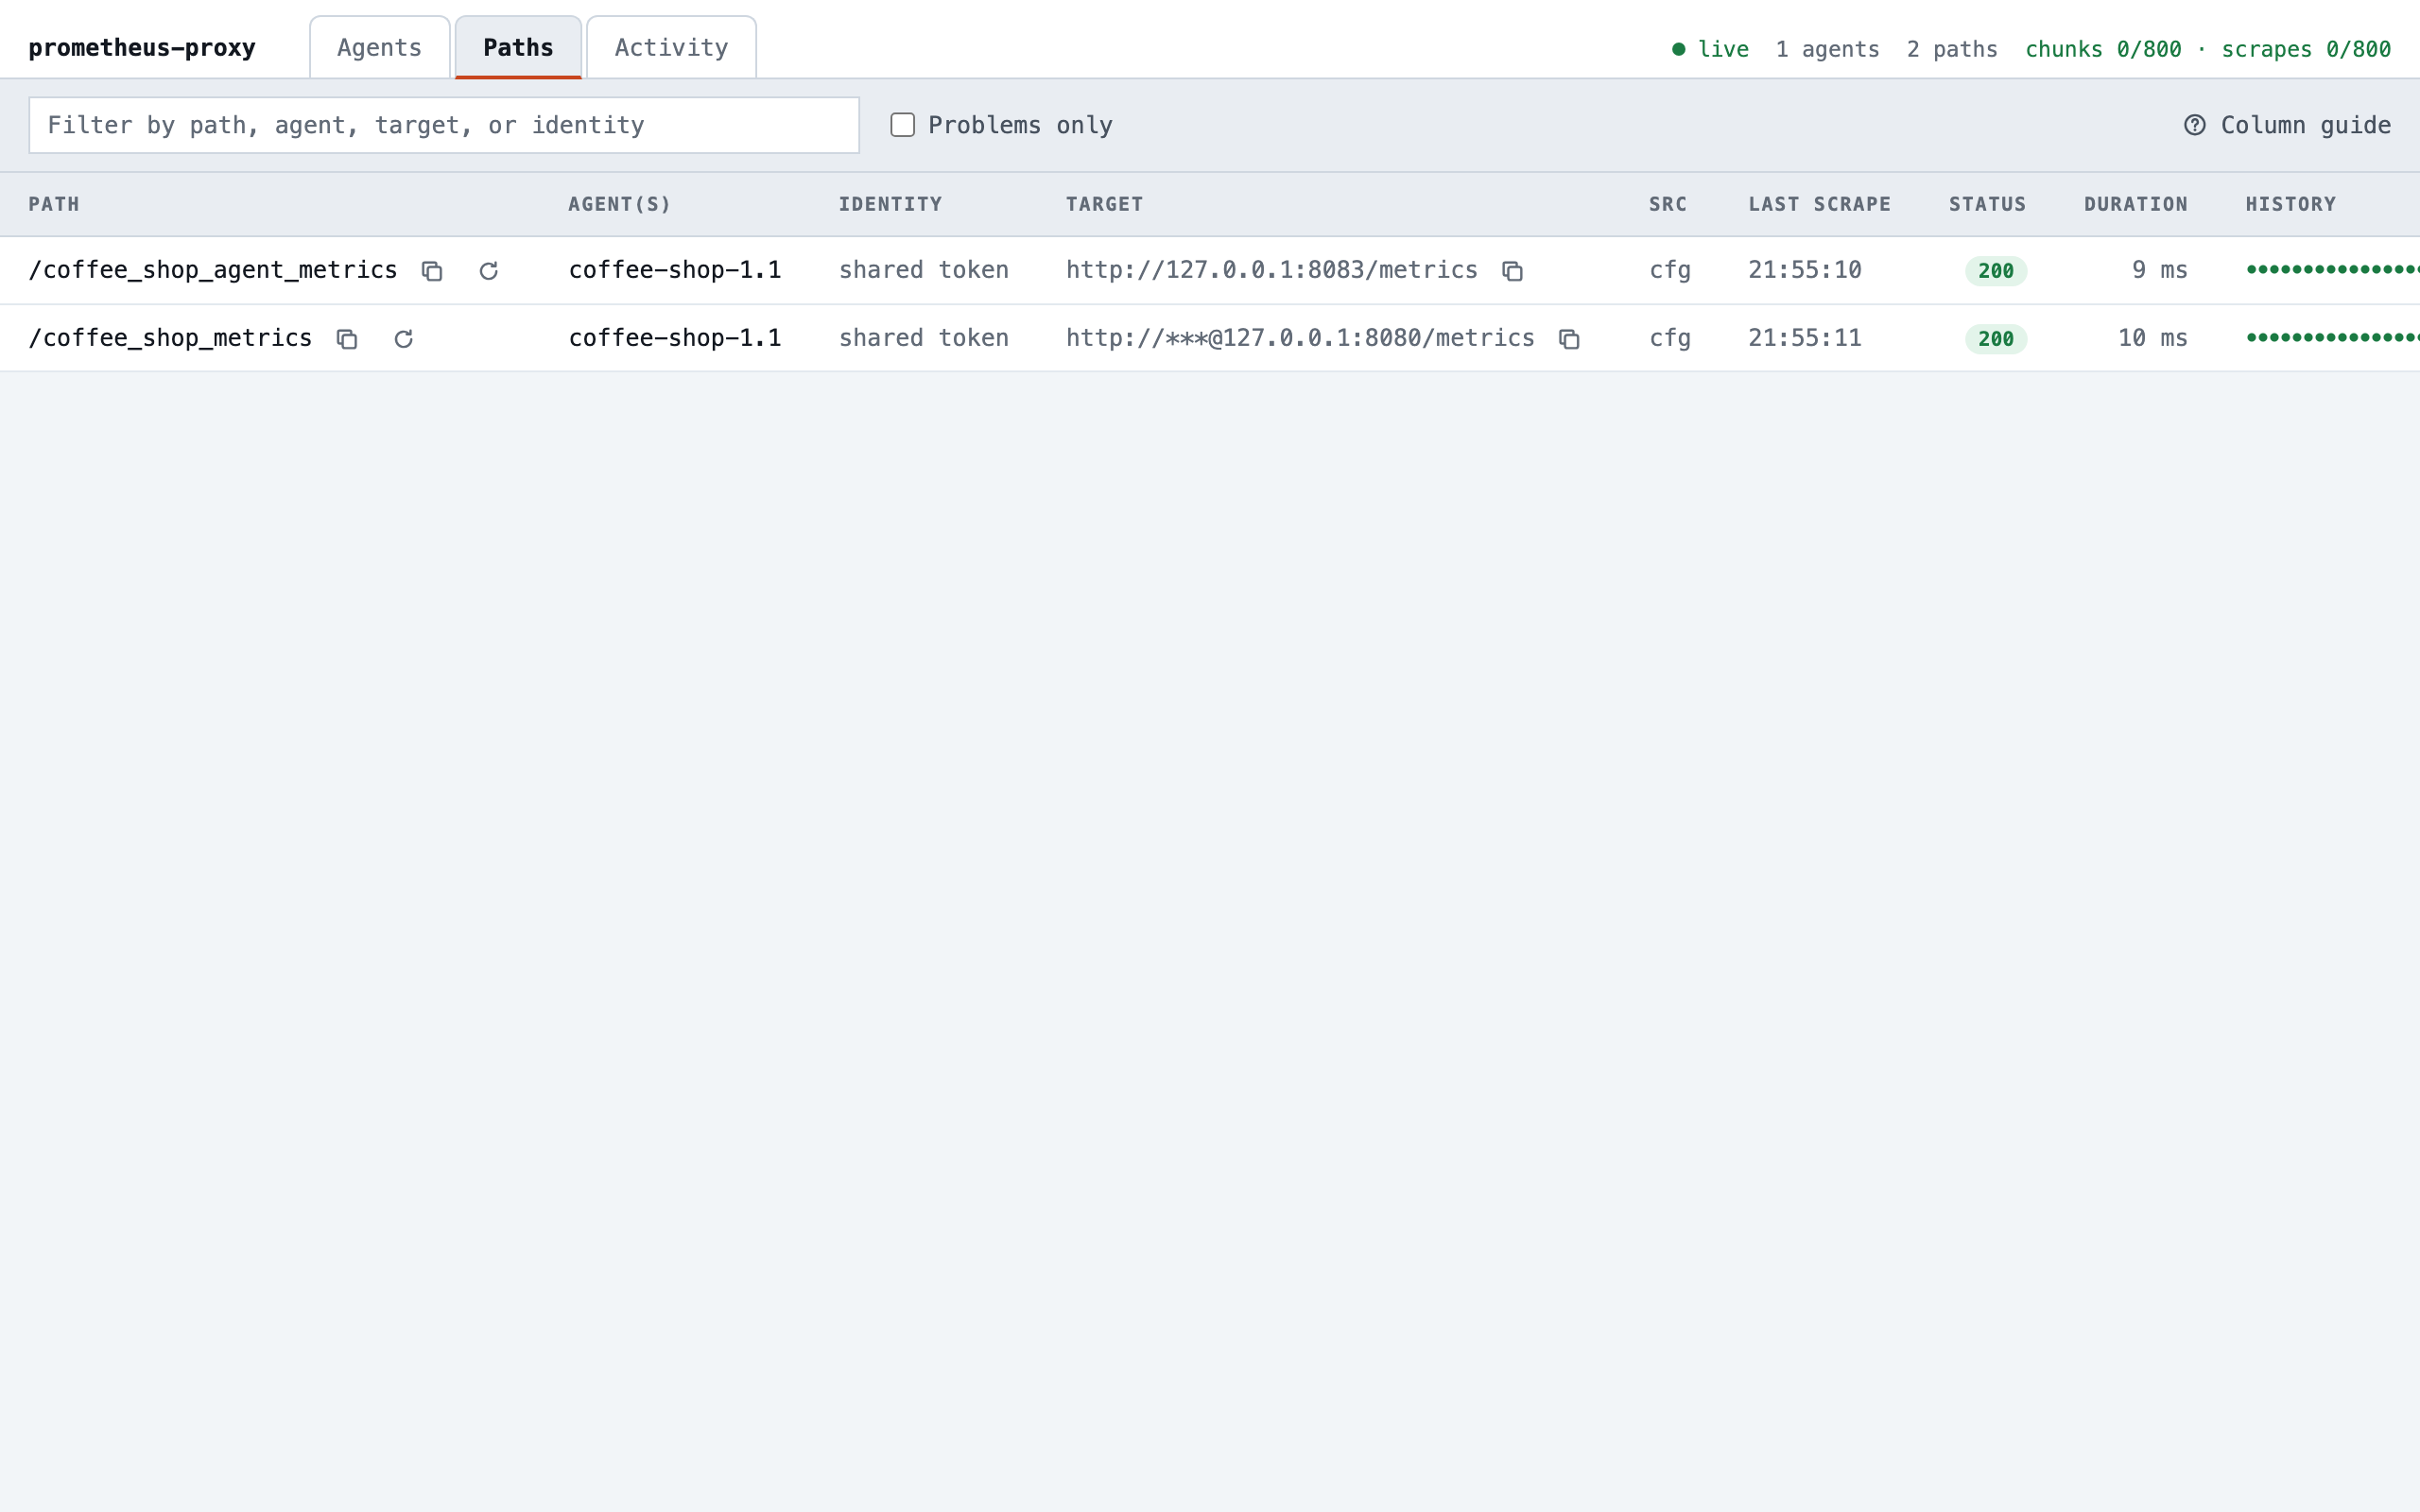 prometheus-proxy Agents Paths Activity live 1 agents 2 paths chunks 0/800 · scrapes 0/800
Filter by path, agent, target, or identity Problems only Column guide
PATH AGENT(S) IDENTITY TARGET SRC LAST SCRAPE STATUS DURATION HISTORY
/coffee_shop_agent_metrics coffee-shop-1.1 shared token http://127.0.0.1:8083/metrics cfg 21:55:10 200 9 ms
/coffee_shop_metrics coffee-shop-1.1 shared token http://***@127.0.0.1:8080/metrics cfg 21:55:11 200 10 ms